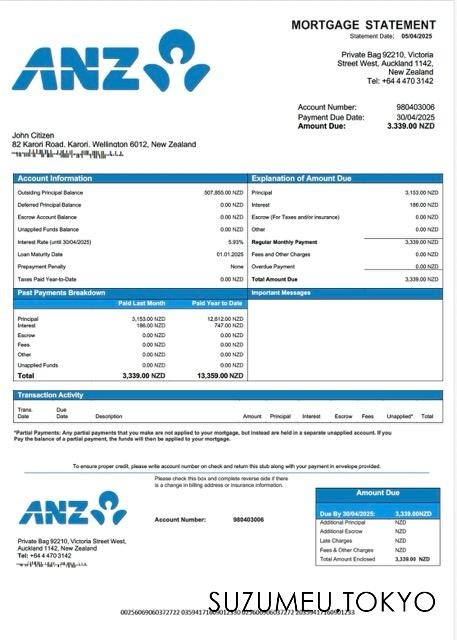 ANZ
MORTGAGE STATEMENT
Statement Date: 05/04/2025
Private Bag 92210, Victoria
Street West, Auckland 1142,
New Zealand
Tel: +64 4 470 3142
Account Number: 980403006
Payment Due Date: 30/04/2025
Amount Due: 3.339.00 NZD
John Citizen
82 Karori Road. Karori. Wellington 6012, New Zealand
Account Information
Outsiding Principal Balance 507,855.00 NZD
Deferred Principal Balance 0.00 NZD
Escrow Account Balance 0.00 NZD
Unapplied Funds Balance 0.00 NZD
Interest Rate (until 30/04/2025) 5.93%
Loan Maturity Date 01.01.2025
Prepayment Penalty None
Taxes Paid Year-to-Date 0.00 NZD
Explanation of Amount Due
Principal 3,153.00 NZD
Interest 186.00 NZD
Escrow (For Taxes and/or insurance) 0.00 NZD
Other 0.00 NZD
Regular Monthly Payment 3,339.00 NZD
Fees and Other Charges 0.00 NZD
Overdue Payment 0.00 NZD
Total Amount Due 3,339.00 NZD
Past Payments Breakdown
Paid Last Month Paid Year to Date
Principal 3,153.00 NZD 12,612.00 NZD
Interest 186.00 NZD 747.00 NZD
Escrow 0.00 NZD 0.00 NZD
Fees 0.00 NZD 0.00 NZD
Other 0.00 NZD 0.00 NZD
Unapplied Funds 0.00 NZD 0.00 NZD
Total 3,339.00 NZD 13,359.00 NZD
Important Messages
Transaction Activity
Trans. Date Due Date Description Amount Principal Interest Escrow Fees Unapplied* Total
*Partial Payments: Any partial payments that you make are not applied to your mortgage, but instead are held in a separate unapplied account. If you
Pay the balance of a partial payment, the funds will then be applied to your mortgage.
To ensure proper credit, please write account number on check and return this stub along with your payment in envelope provided.
Please check this box and complete reverse side if there
is a change in billing address or insurance information.
ANZ
Account Number: 980403006
Private Bag 92210, Victoria Street West,
Auckland 1142, New Zealand
Tel: +64 4 470 3142
Amount Due
Due By 30/04/2025: 3,339.00NZD
Additional Principal NZD
Additional Escrow NZD
Late Charges NZD
Fees & Other Charges NZD
Total Amount Enclosed 3,339.00 NZD
SUZUMEU.TOKYO